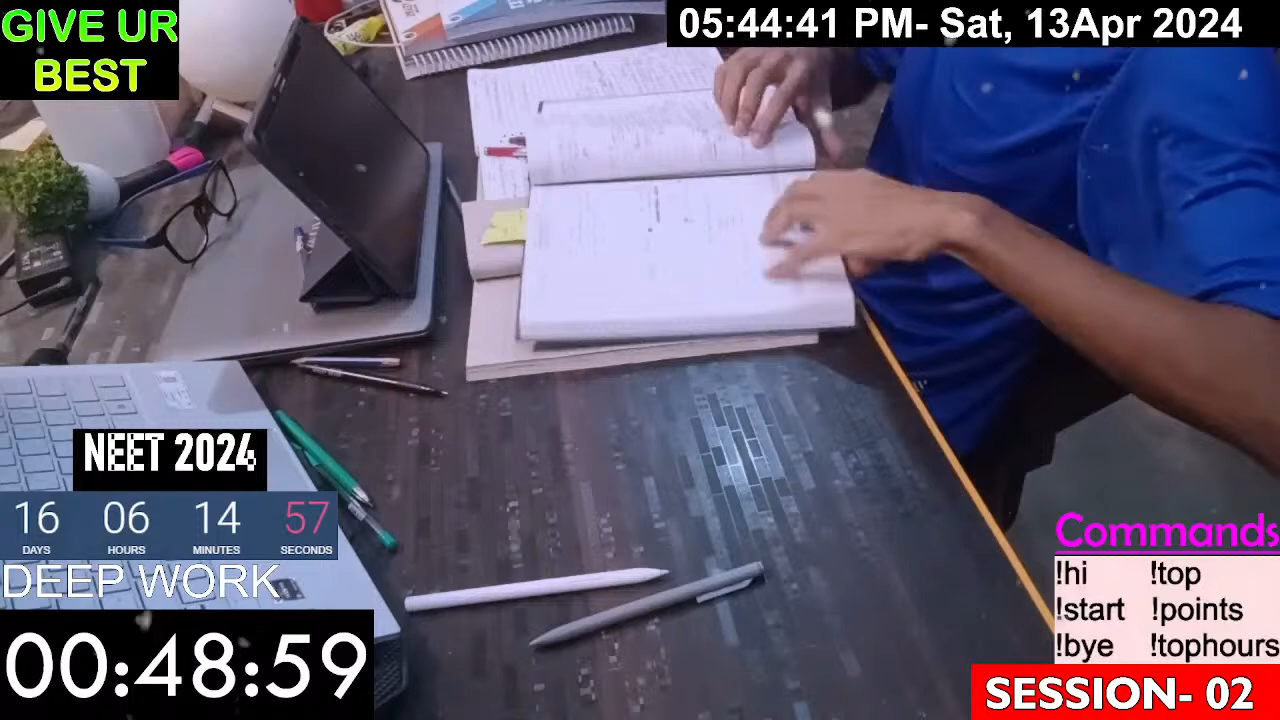 GIVE UR
BEST
05:44:41 PM- Sat, 13Apr 2024
NEET 2024
16 06 14 57
DAYS HOURS MINUTES SECONDS
DEEP WORK
00:48:59
Commands
!hi !top
!start !points
!bye !tophours
SESSION- 02